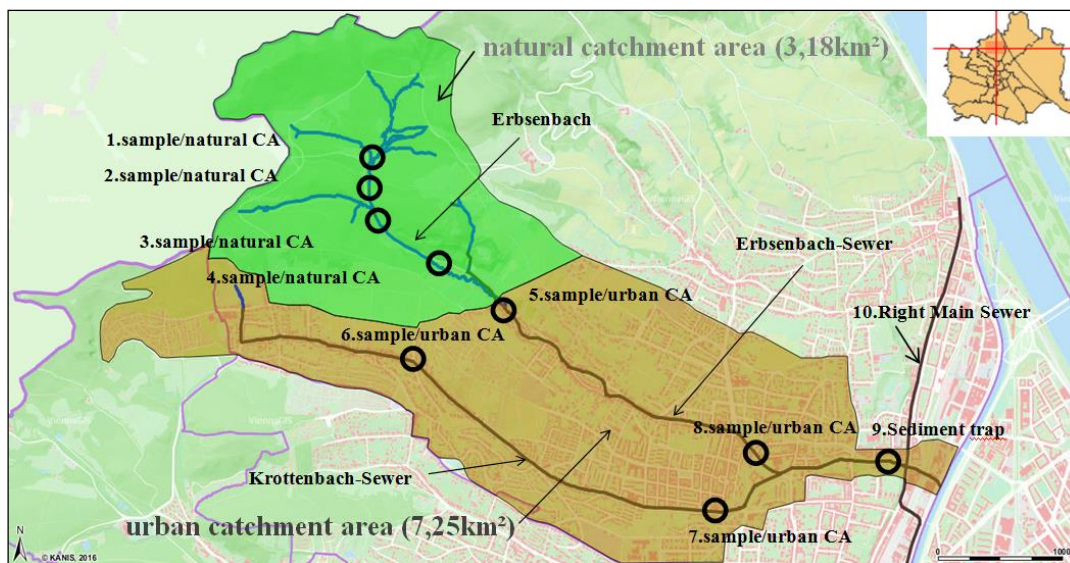 natural catchment area (3,18km²)
Erbsenbach
1.sample/natural CA
2.sample/natural CA
3.sample/natural CA
4.sample/natural CA
Erbsenbach-Sewer
5.sample/urban CA
10.Right Main Sewer
6.sample/urban CA
8.sample/urban CA
9.Sediment trap
Krottenbach-Sewer
urban catchment area (7,25km²)
7.sample/urban CA
N
© KANIS, 2016
0 1000